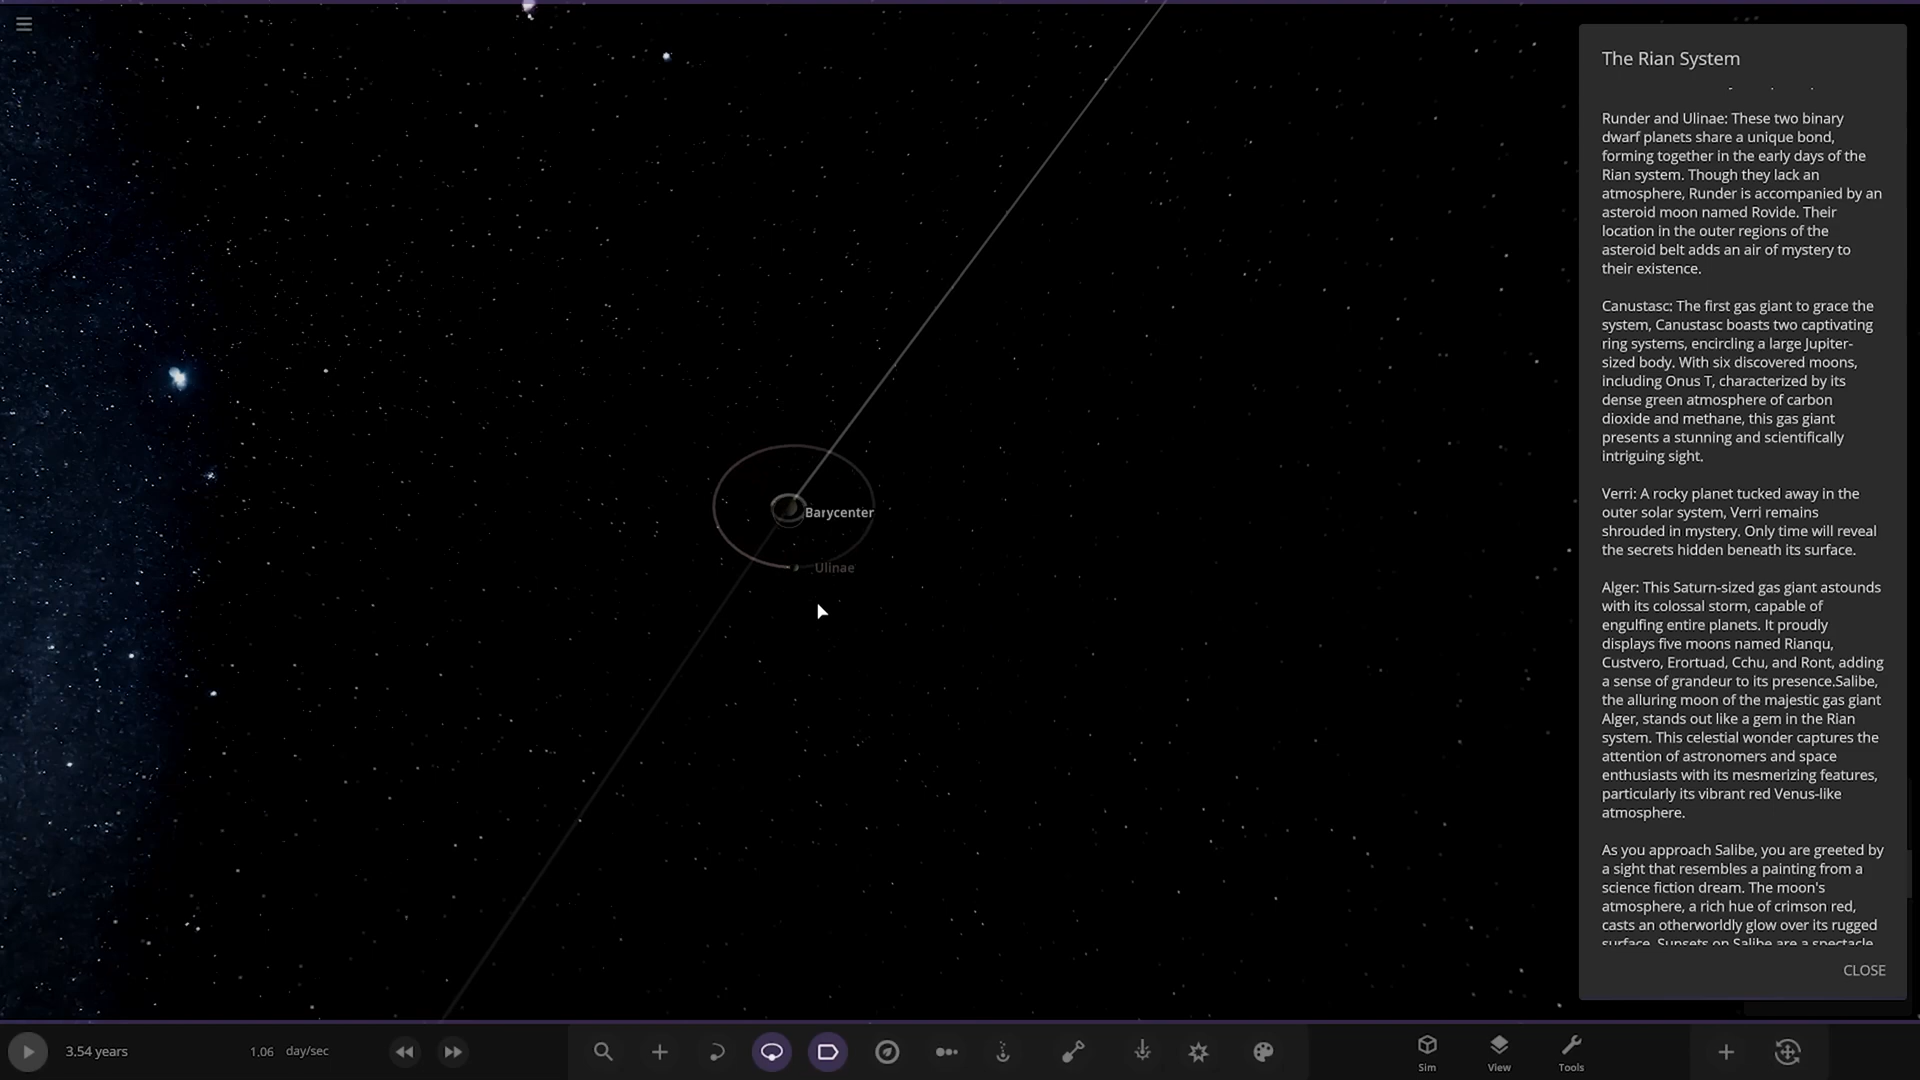 The Rian System
Runder and Ulinae: These two binary
dwarf planets share a unique bond,
forming together in the early days of the
Rian system. Though they lack an
atmosphere, Runder is accompanied by an
asteroid moon named Rovide. Their
location in the outer regions of the
asteroid belt adds an air of mystery to
their existence.
Canustasc: The first gas giant to grace the
system, Canustasc boasts two captivating
ring systems, encircling a large Jupiter-
sized body. With six discovered moons,
including Onus T, characterized by its
dense green atmosphere of carbon
dioxide and methane, this gas giant
presents a stunning and scientifically
intriguing sight.
Verri: A rocky planet tucked away in the
outer solar system, Verri remains
shrouded in mystery. Only time will reveal
the secrets hidden beneath its surface.
Alger: This Saturn-sized gas giant astounds
with its colossal storm, capable of
engulfing entire planets. It proudly
displays five moons named Rianqu,
Custvero, Erortuad, Cchu, and Ront, adding
a sense of grandeur to its presence.Salibe,
the alluring moon of the majestic gas giant
Alger, stands out like a gem in the Rian
system. This celestial wonder captures the
attention of astronomers and space
enthusiasts with its mesmerizing features,
particularly its vibrant red Venus-like
atmosphere.
As you approach Salibe, you are greeted by
a sight that resembles a painting from a
science fiction dream. The moon's
atmosphere, a rich hue of crimson red,
casts an otherworldly glow over its rugged
surface. Sunsets on Salibe are a spectacle
CLOSE
Barycenter
Ulinae
3.54 years
1.06 day/sec
Sim
View
Tools